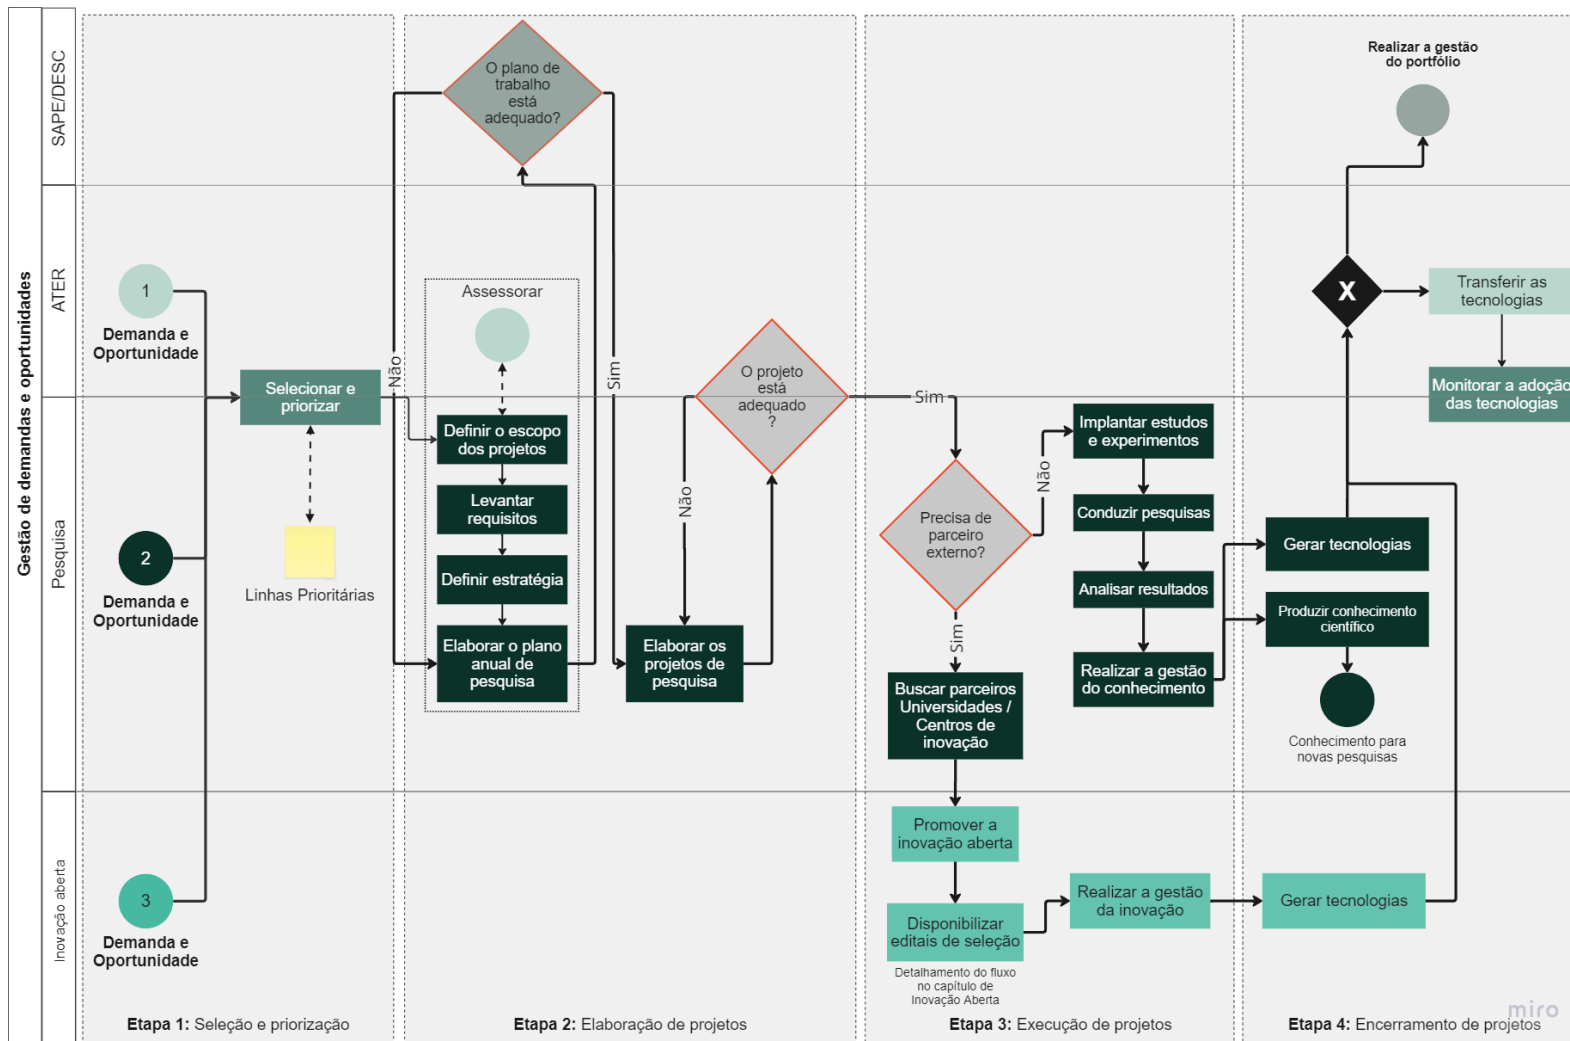 Gestão de demandas e oportunidades
SAPE/DESC
ATER
Pesquisa
Inovação aberta
1
Demanda e
Oportunidade
2
Demanda e
Oportunidade
3
Demanda e
Oportunidade
Selecionar e
priorizar
Linhas Prioritárias
Etapa 1: Seleção e priorização
O plano de
trabalho
está
adequado?
Não
Sim
Assessorar
Definir o escopo
dos projetos
Levantar
requisitos
Definir estratégia
Elaborar o plano
anual de
pesquisa
Elaborar os
projetos de
pesquisa
Não
O projeto
está
adequado
?
Sim
Etapa 2: Elaboração de projetos
Precisa de
parceiro
externo?
Não
Sim
Implantar estudos
e experimentos
Conduzir pesquisas
Analisar resultados
Realizar a gestão
do conhecimento
Buscar parceiros
Universidades /
Centros de
inovação
Promover a
inovação aberta
Disponibilizar
editais de seleção
Detalhamento do fluxo
no capítulo de
Inovação Aberta
Realizar a gestão
da inovação
Etapa 3: Execução de projetos
Realizar a gestão
do portfólio
X
Transferir as
tecnologias
Monitorar a adoção
das tecnologias
Gerar tecnologias
Produzir conhecimento
científico
Conhecimento para
novas pesquisas
Gerar tecnologias
Etapa 4: Encerramento de projetos
miro